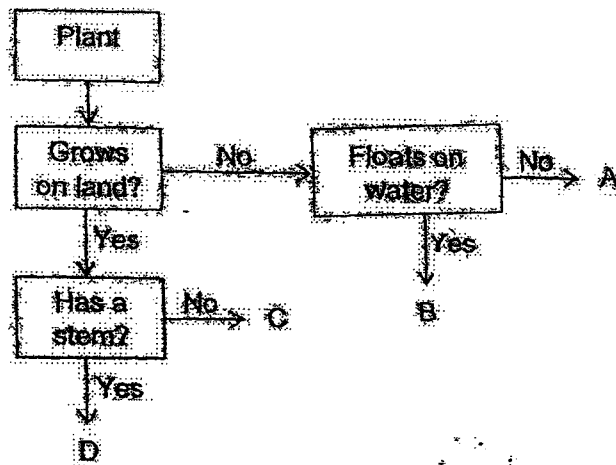 Plant
Grows
on land?
No
Floats on
water?
No
A
Yes
Yes
Has a
stem?
No
C
B
Yes
D